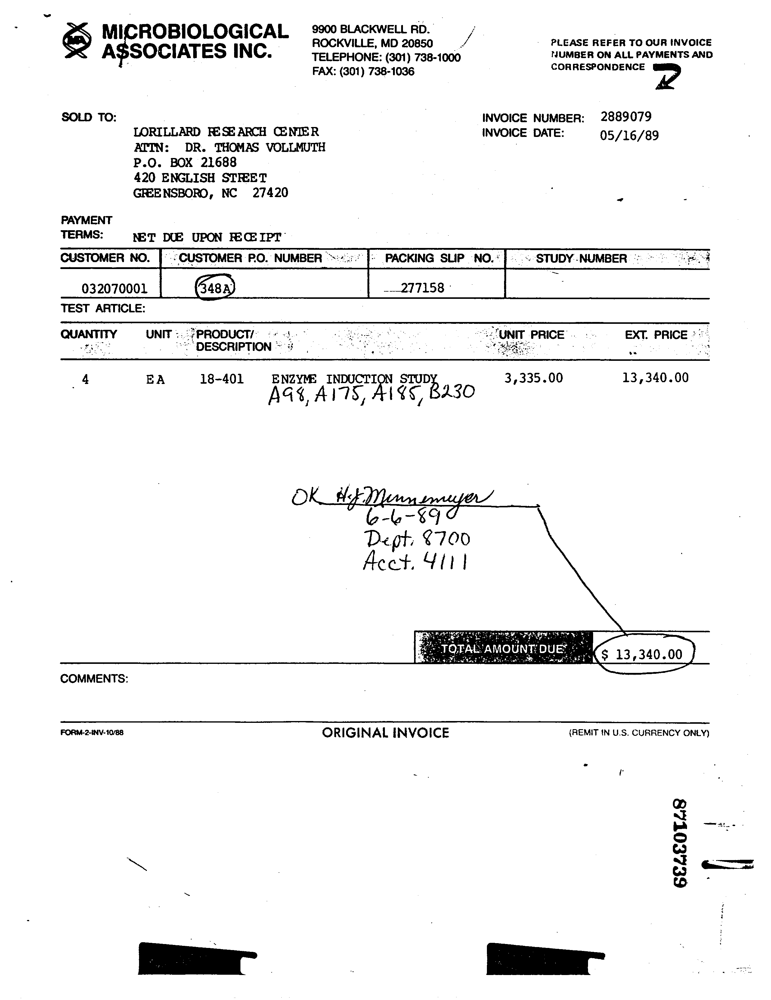 MICROBIOLOGICAL
ASSOCIATES INC.
9900 BLACKWELL RD.
ROCKVILLE, MD 20850
TELEPHONE: (301) 738-1000
FAX: (301) 738-1036
PLEASE REFER TO OUR INVOICE
NUMBER ON ALL PAYMENTS AND
CORRESPONDENCE
SOLD TO:
LORILLARD RESEARCH CENTER
ATTN: DR. THOMAS VOLLMUTH
P.O. BOX 21688
420 ENGLISH STREET
GREENSBORO, NC 27420
INVOICE NUMBER: 2889079
INVOICE DATE: 05/16/89
PAYMENT
TERMS: NET DUE UPON RECEIPT
CUSTOMER NO. CUSTOMER P.O. NUMBER PACKING SLIP NO. STUDY NUMBER
032070001 348A 277158
TEST ARTICLE:
QUANTITY UNIT PRODUCT/ DESCRIPTION UNIT PRICE EXT. PRICE
4 EA 18-401 ENZYME INDUCTION STUDY 3,335.00 13,340.00
A98, A175, A185, B230
OK H.J. Minnemeyer
6-6-89
Dept. 8700
Acct. 4111
TOTAL AMOUNT DUE $ 13,340.00
COMMENTS:
FORM-2-INV-10/88 ORIGINAL INVOICE (REMIT IN U.S. CURRENCY ONLY)
87103739